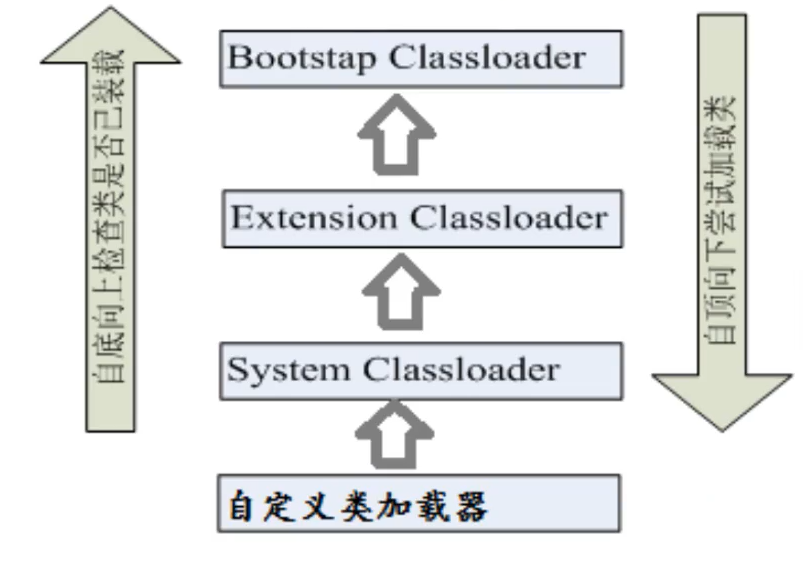 自底向上检查类是否已装载
Bootstap Classloader
Extension Classloader
System Classloader
自定义类加载器
自顶向下尝试加载类